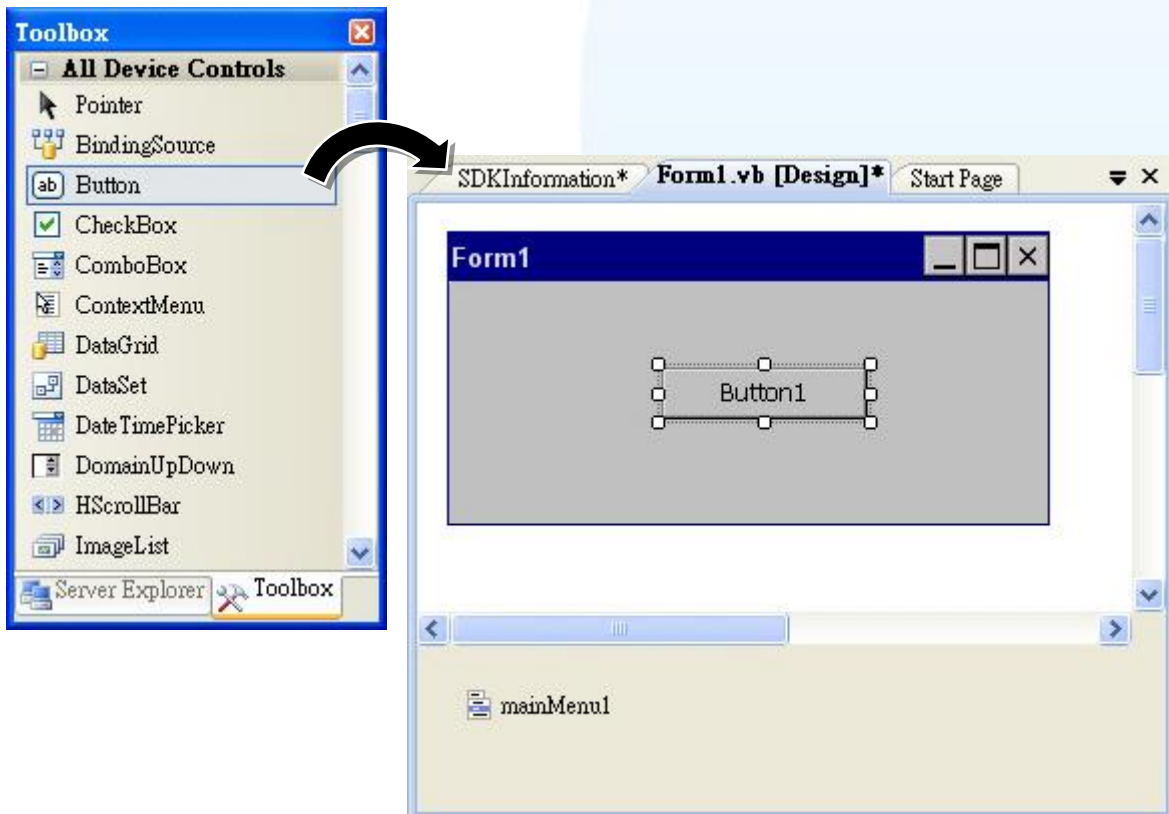 Toolbox
All Device Controls
Pointer
BindingSource
ab Button
CheckBox
ComboBox
ContextMenu
DataGrid
DataSet
DateTimePicker
DomainUpDown
HScrollBar
ImageList
Server Explorer Toolbox
SDKInformation* Form1.vb [Design]* Start Page
Form1
Button1
mainMenu1